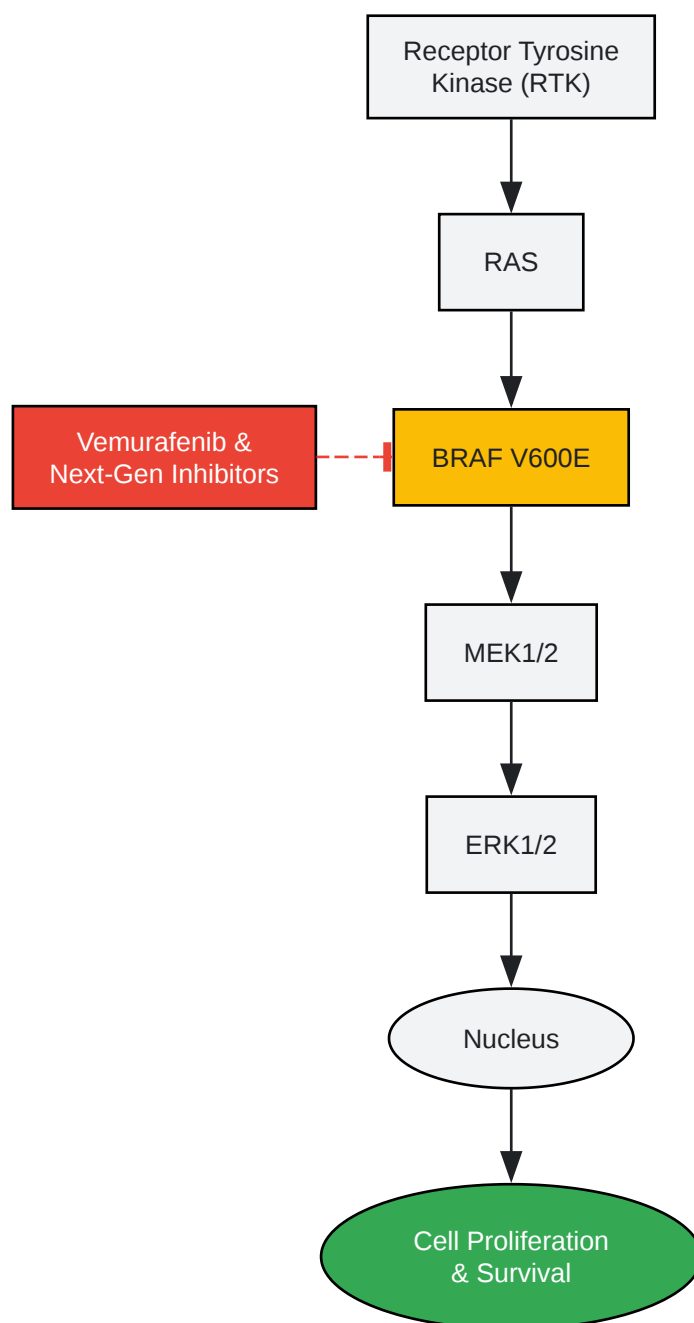 Receptor Tyrosine
Kinase (RTK)
RAS
Vemurafenib &
Next-Gen Inhibitors
BRAF V600E
MEK1/2
ERK1/2
Nucleus
Cell Proliferation
& Survival